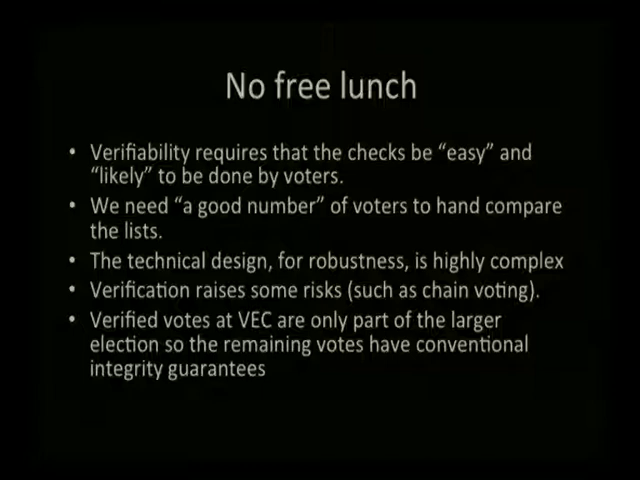 No free lunch
• Verifiability requires that the checks be “easy” and
“likely” to be done by voters.
• We need “a good number” of voters to hand compare
the lists.
• The technical design, for robustness, is highly complex
• Verification raises some risks (such as chain voting).
• Verified votes at VEC are only part of the larger
election so the remaining votes have conventional
integrity guarantees